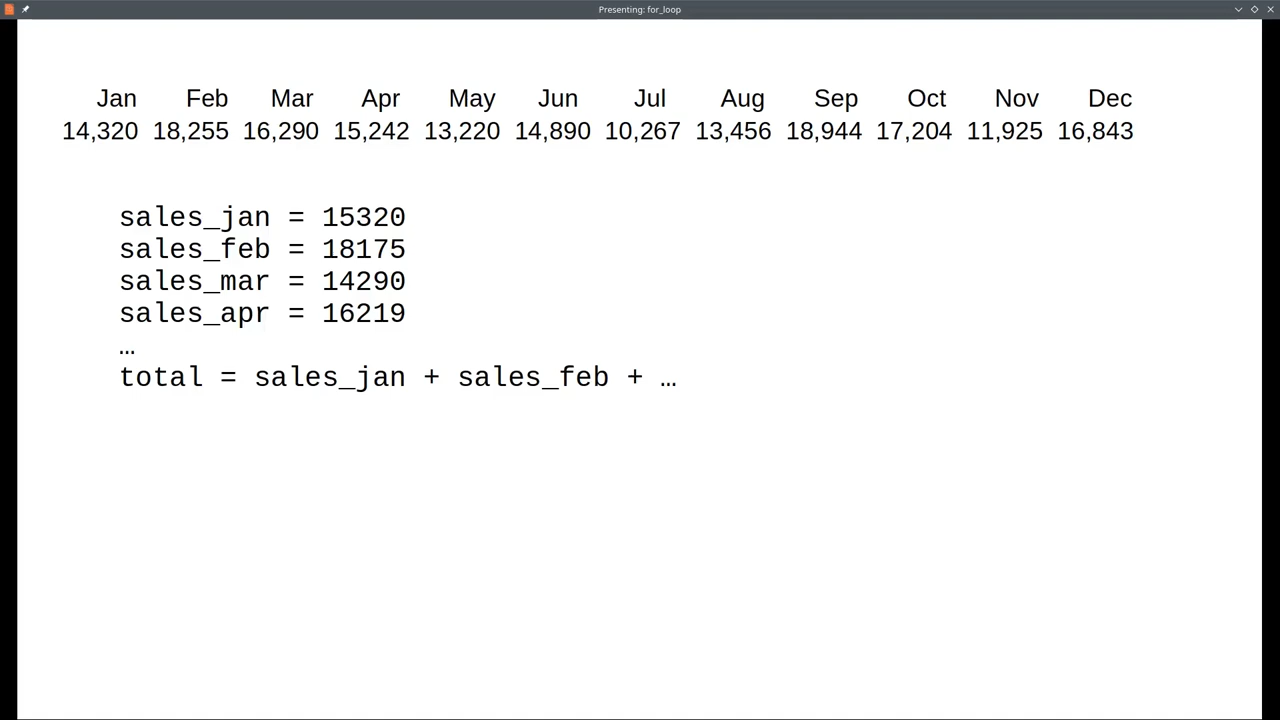 Presenting: for_loop
Jan Feb Mar Apr May Jun Jul Aug Sep Oct Nov Dec
14,320 18,255 16,290 15,242 13,220 14,890 10,267 13,456 18,944 17,204 11,925 16,843
sales_jan = 15320
sales_feb = 18175
sales_mar = 14290
sales_apr = 16219
…
total = sales_jan + sales_feb + …